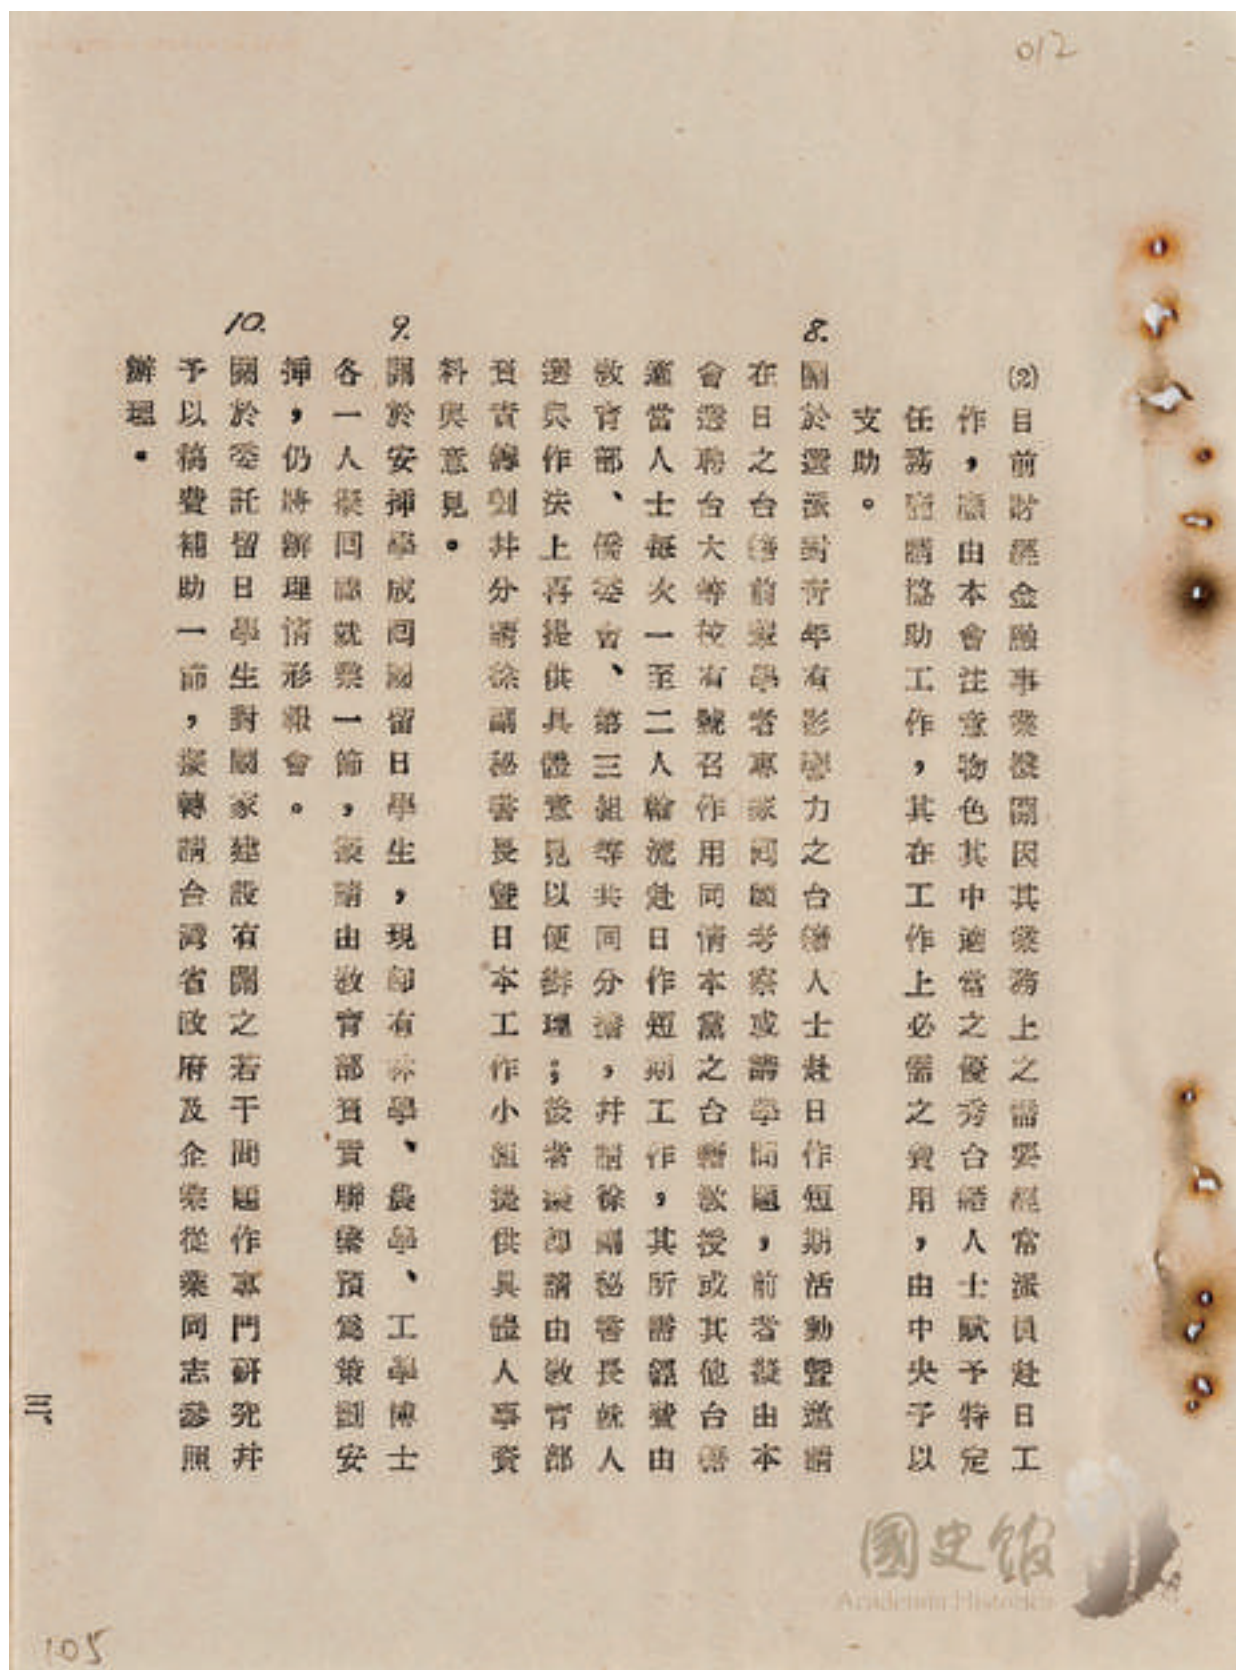 012
(2)目前財經金融事業機關因其業務上之需要經常派員赴日工
作，應由本會注意物色其中適當之優秀台籍人士賦予特定
任務密請協助工作，其在工作上必需之費用，由中央予以
支助。
8.關於選派對青年有影響力之台籍人士赴日作短期活動暨邀請
在日之台籍前輩學者專家回國考察或講學問題，前者擬由本
會選聘台大等校有號召作用同情本黨之台籍教授或其他台籍
適當人士每次一至二人輪流赴日作短期工作，其所需經費由
教育部、僑委會、第三組等共同分擔，并請徐副秘書長就人
選與作法上再提供具體意見以便辦理；後者擬即請由教育部
負責籌劃并分請徐副秘書長暨日本工作小組提供具體人事資
料與意見。
9.關於安插學成回國留日學生，現即有林學、農學、工學博士
各一人擬回國就業一節，擬請由教育部負責聯繫預為策劃安
插，仍將辦理情形報會。
10.關於委託留日學生對國家建設有關之若干問題作專門研究并
予以稿費補助一節，擬轉請台灣省政府及企業從業同志參照
辦理。
三、
105
國史館
Academia Historica